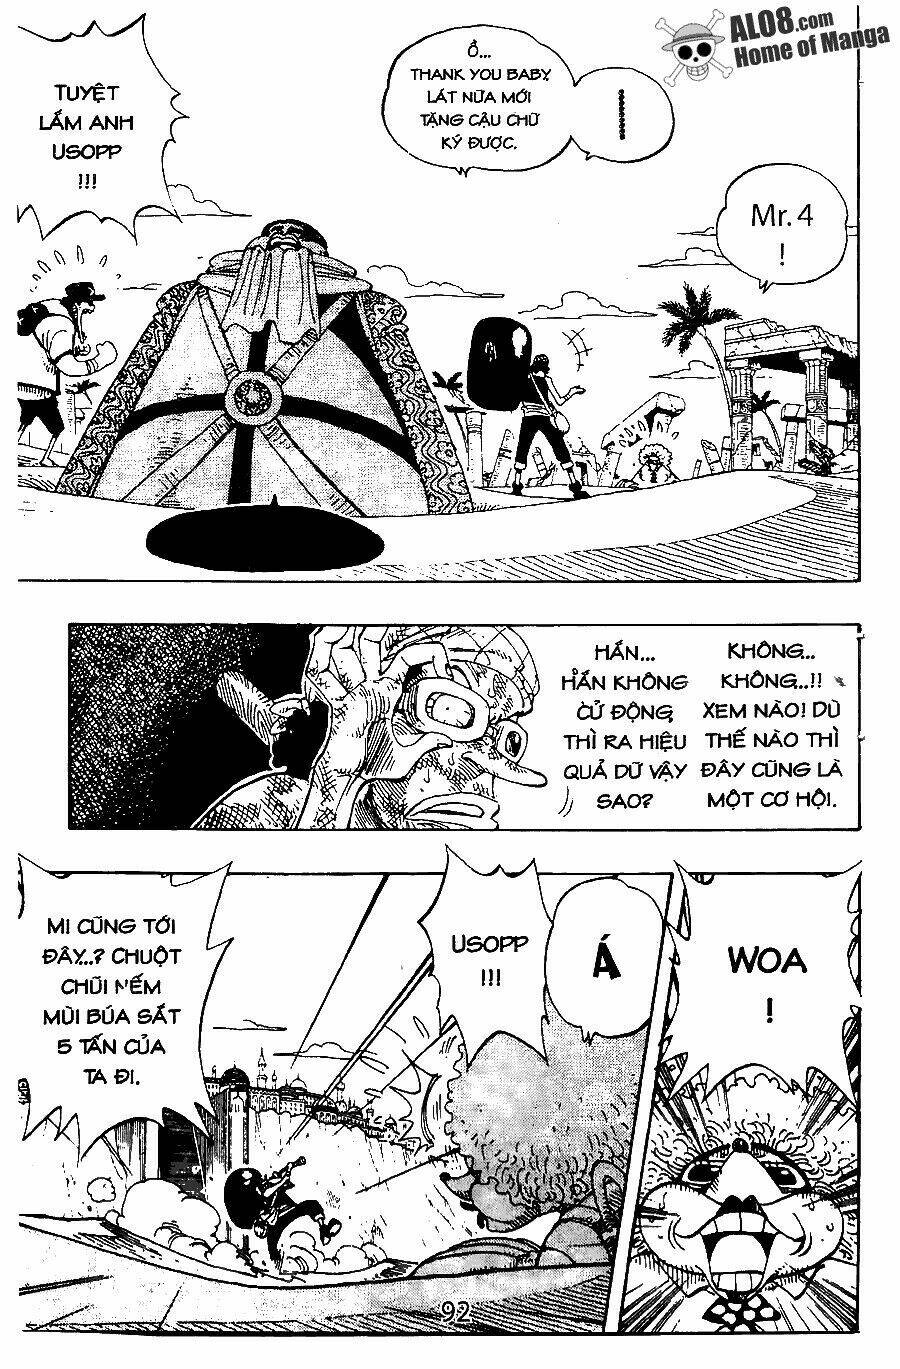 AL08.com
Home of Manga
Mr. 4
!
.........
Ồ...
THANK YOU BABY,
LÁT NỮA MỚI
TẶNG CẬU CHỮ
KÝ ĐƯỢC.
TUYỆT
LẮM ANH
USOPP
!!!
KHÔNG...
KHÔNG...!!
XEM NÀO! DÙ
THẾ NÀO THÌ
ĐÂY CŨNG LÀ
MỘT CƠ HỘI.
HẮN...
HẮN KHÔNG
CỬ ĐỘNG,
THÌ RA HIỆU
QUẢ DỮ VẬY
SAO?
WOA
!
Á
USOPP
!!!
MI CŨNG TỚI
ĐÂY..? CHUỘT
CHŨI NẾM
MÙI BÚA SẮT
5 TẤN CỦA
TA ĐI.
92